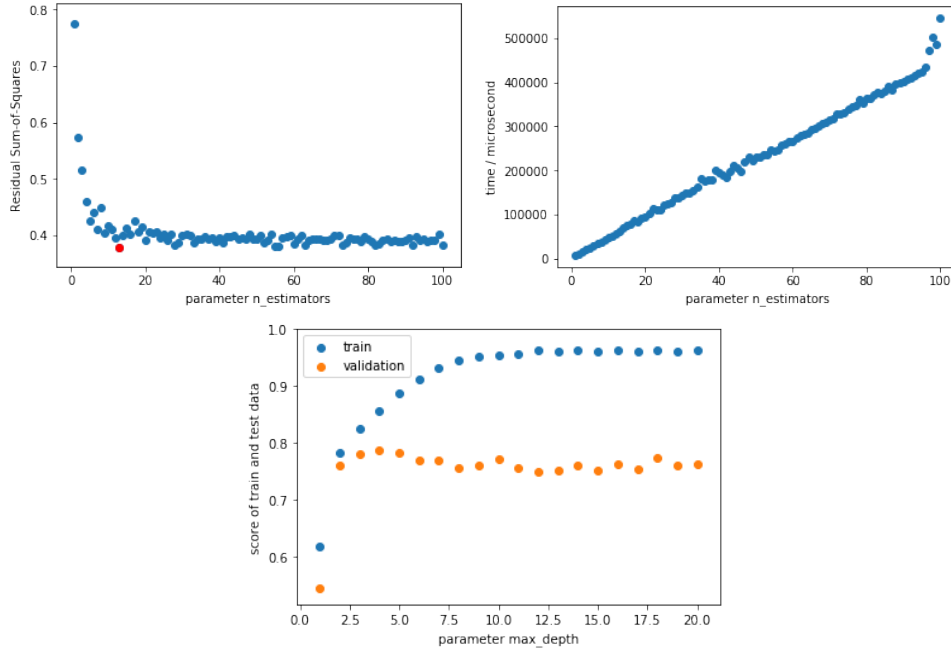 0.8
0.7
0.6
0.5
0.4
Residual Sum-of-Squares
0 20 40 60 80 100
parameter n_estimators
500000
400000
300000
200000
100000
0
time / microsecond
0 20 40 60 80 100
parameter n_estimators
1.0
0.9
0.8
0.7
0.6
score of train and test data
train
validation
0.0 2.5 5.0 7.5 10.0 12.5 15.0 17.5 20.0
parameter max_depth